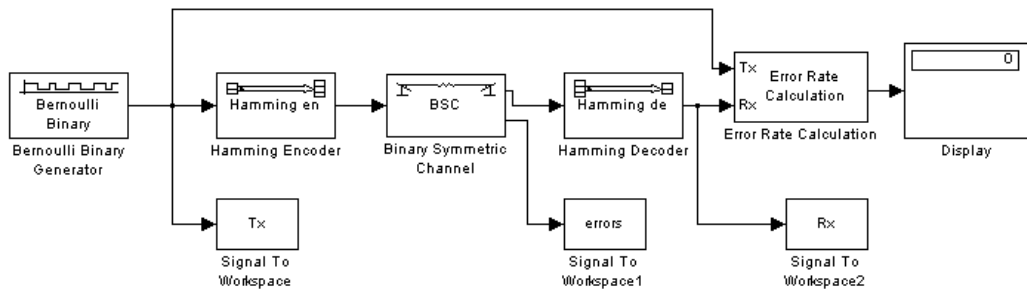 Bernoulli
Binary
Bernoulli Binary
Generator
Hamming en
Hamming Encoder
BSC
Binary Symmetric
Channel
Hamming de
Hamming Decoder
Tx
Rx
Error Rate
Calculation
Error Rate Calculation
0
Display
Tx
Signal To
Workspace
errors
Signal To
Workspace1
Rx
Signal To
Workspace2